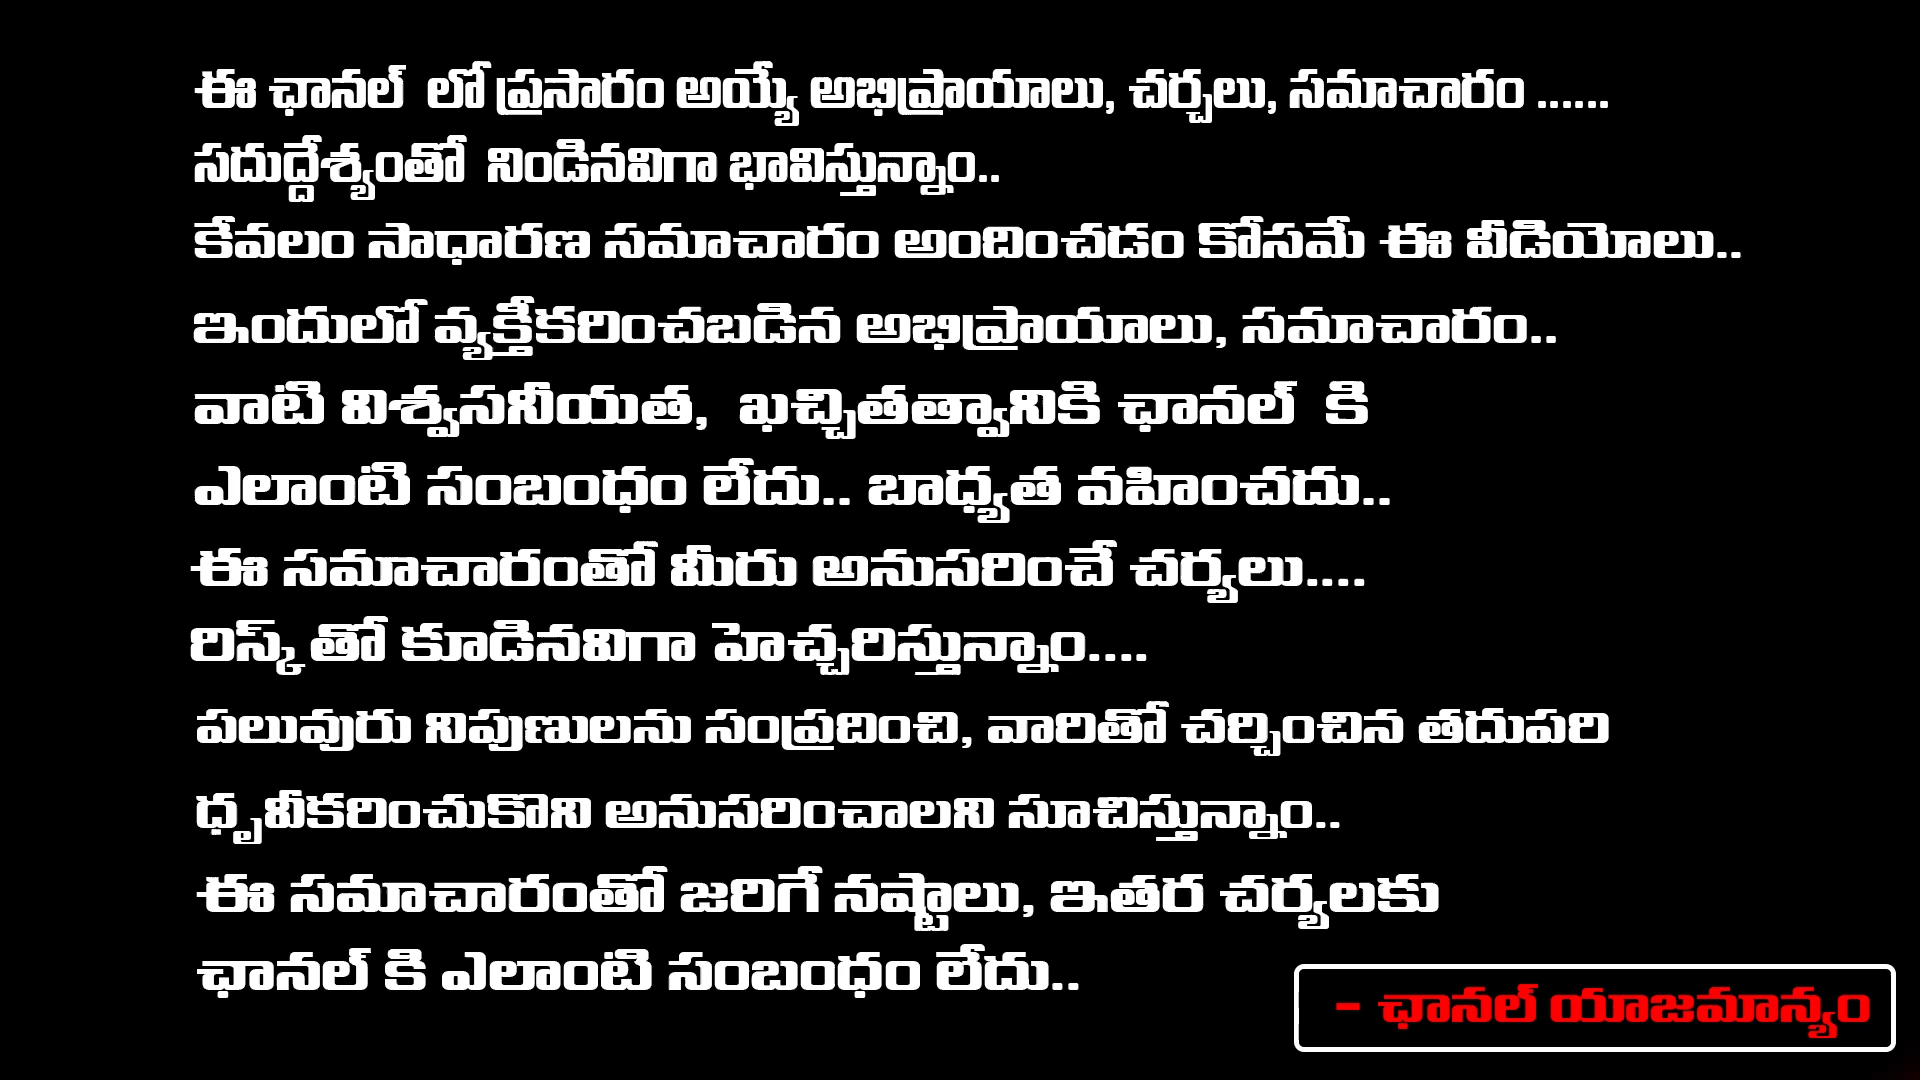 ఈ ఛానల్ లో ప్రసారం అయ్యే అభిప్రాయాలు, చర్చలు, సమాచారం ......
సదుద్దేశ్యంతో నిండినవిగా భావిస్తున్నాం..
కేవలం సాధారణ సమాచారం అందించడం కోసమే ఈ వీడియోలు..
ఇందులో వ్యక్తీకరించబడిన అభిప్రాయాలు, సమాచారం..
వాటి విశ్వసనీయత, ఖచ్చితత్వానికి ఛానల్ కి
ఎలాంటి సంబంధం లేదు.. బాధ్యత వహించదు..
ఈ సమాచారంతో మీరు అనుసరించే చర్యలు....
రిస్క్ తో కూడినవిగా హెచ్చరిస్తున్నాం....
పలువురు నిపుణులను సంప్రదించి, వారితో చర్చించిన తదుపరి
ధృవీకరించుకొని అనుసరించాలని సూచిస్తున్నాం..
ఈ సమాచారంతో జరిగే నష్టాలు, ఇతర చర్యలకు
ఛానల్ కి ఎలాంటి సంబంధం లేదు..
- ఛానల్ యాజమాన్యం